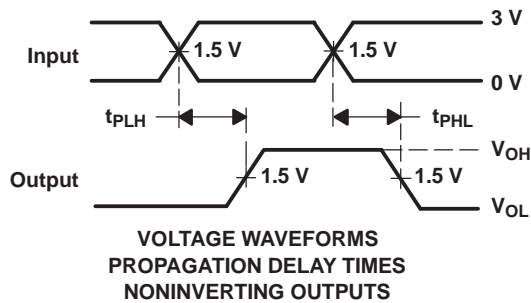 3 V
Input
1.5 V
1.5 V
0 V
tPLH
tPHL
VOH
Output
1.5 V
1.5 V
VOL
VOLTAGE WAVEFORMS
PROPAGATION DELAY TIMES
NONINVERTING OUTPUTS